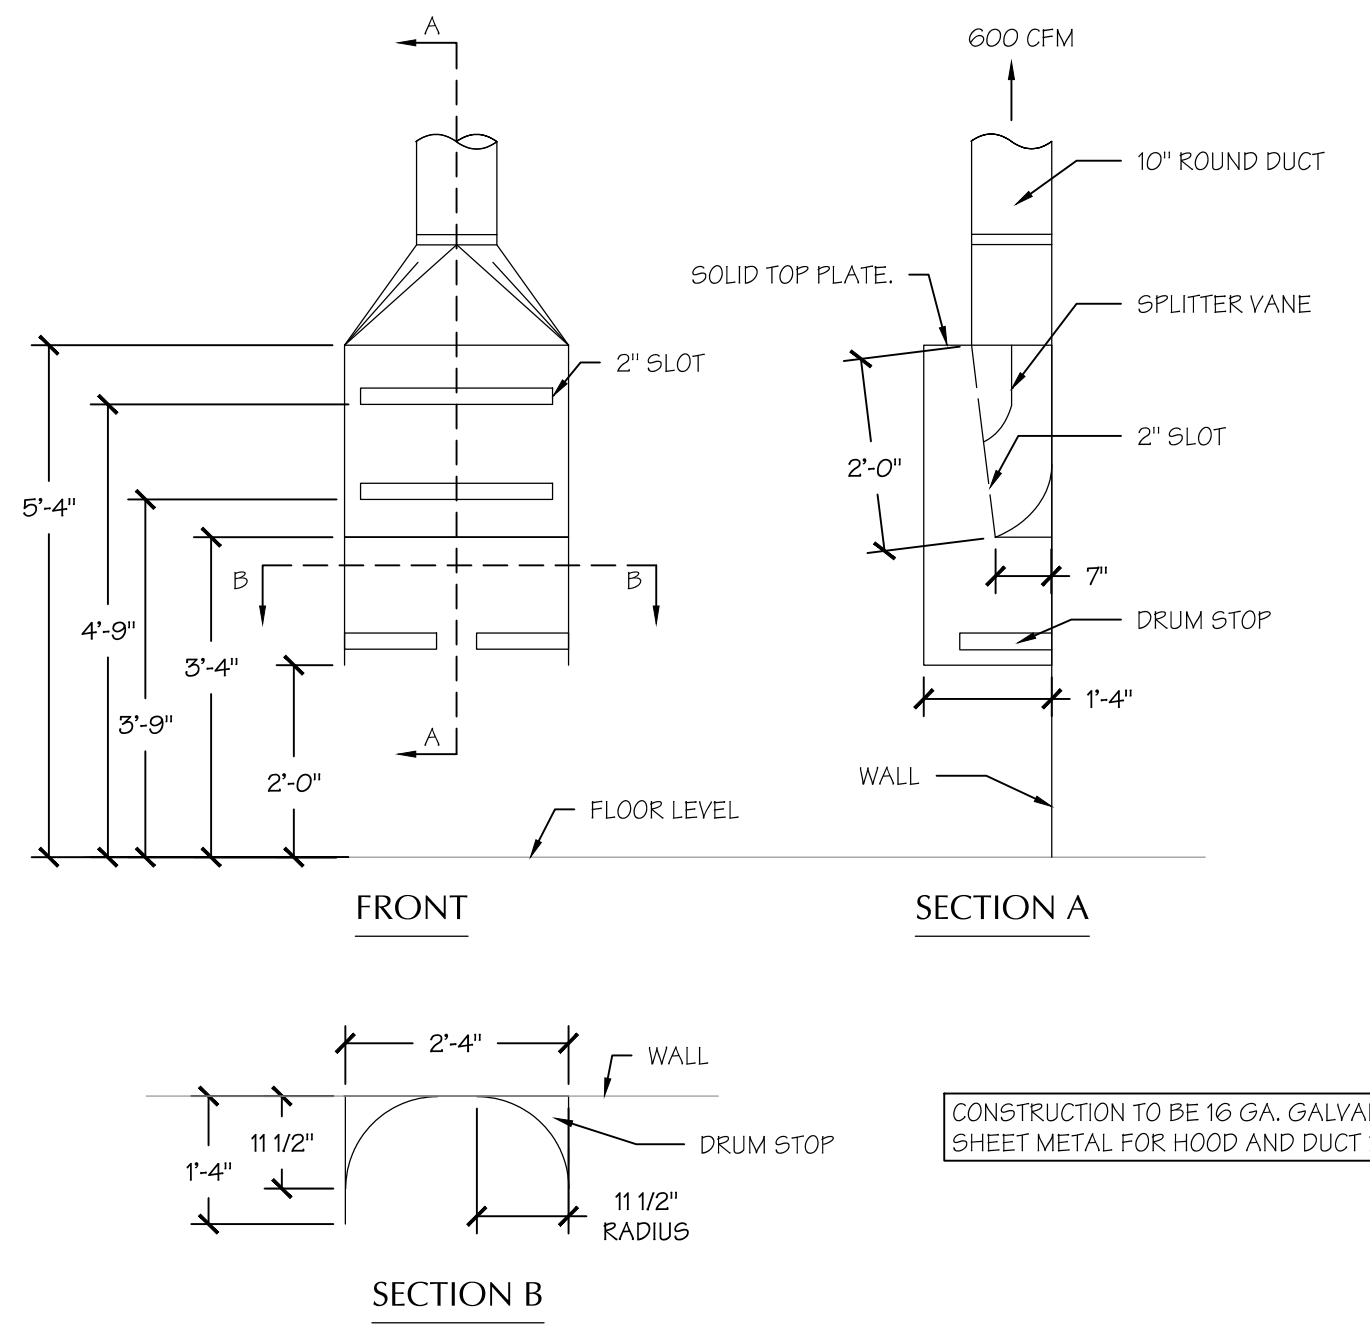 A
600 CFM
10" ROUND DUCT
SOLID TOP PLATE.
SPLITTER VANE
2" SLOT
2" SLOT
2'-0"
5'-4"
B
B
7"
4'-9"
DRUM STOP
3'-4"
1'-4"
3'-9"
A
2'-0"
WALL
FLOOR LEVEL
FRONT
SECTION A
2'-4"
WALL
11 1/2"
DRUM STOP
1'-4"
11 1/2"
RADIUS
CONSTRUCTION TO BE 16 GA.
SHEET METAL FOR HOOD AND DUCT
SECTION B